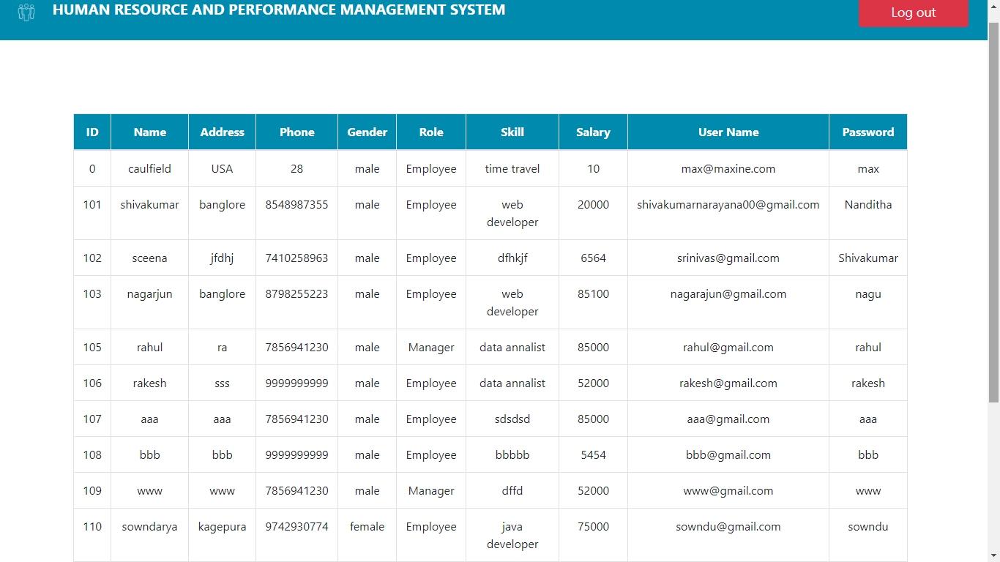 HUMAN RESOURCE AND PERFORMANCE MANAGEMENT SYSTEM
Log out
ID Name Address Phone Gender Role Skill Salary User Name Password
0 caulfield USA 28 male Employee time travel 10 max@maxine.com max
101 shivakumar banglore 8548987355 male Employee web 20000 shivakumarnarayana00@gmail.com Nanditha
developer
102 sceena jfdhj 7410258963 male Employee dfhkjf 6564 srinivas@gmail.com Shivakumar
103 nagarjun banglore 8798255223 male Employee web 85100 nagarajun@gmail.com nagu
developer
105 rahul ra 7856941230 male Manager data annalist 85000 rahul@gmail.com rahul
106 rakesh sss 9999999999 male Employee data annalist 52000 rakesh@gmail.com rakesh
107 aaa aaa 7856941230 male Employee sdsdsd 85000 aaa@gmail.com aaa
108 bbb bbb 9999999999 male Employee bbbbb 5454 bbb@gmail.com bbb
109 www www 7856941230 male Manager dffd 52000 www@gmail.com www
110 sowndarya kagepura 9742930774 female Employee java 75000 sowndu@gmail.com sowndu
developer